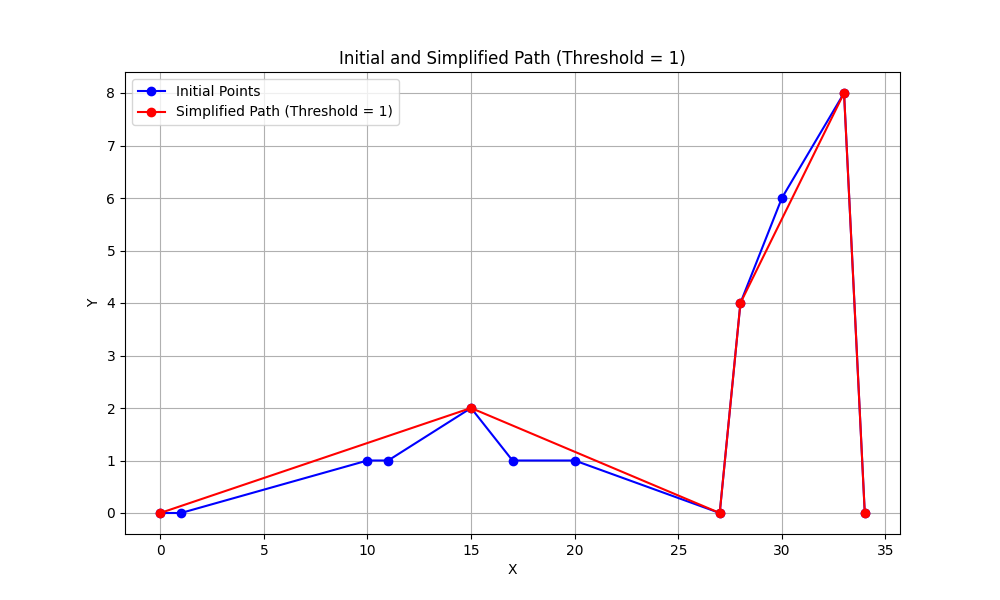 Initial and Simplified Path (Threshold = 1)
Initial Points
Simplified Path (Threshold = 1)
8
7
6
5
4
3
2
1
0
Y
0 5 10 15 20 25 30 35
X